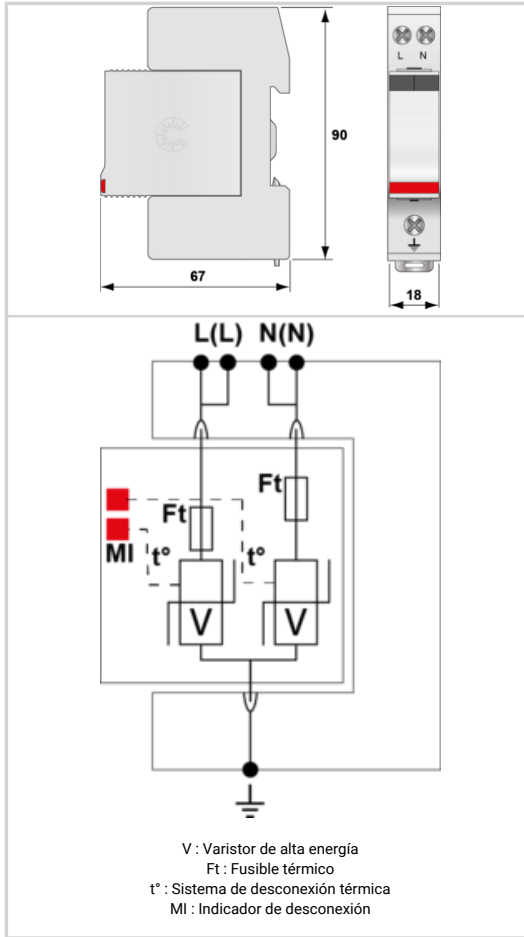 L N
90
67
18
L(L) N(N)
Ft
Ft
MI t° t°
V V
V : Varistor de alta energía
Ft : Fusible térmico
t° : Sistema de desconexión térmica
MI : Indicador de desconexión